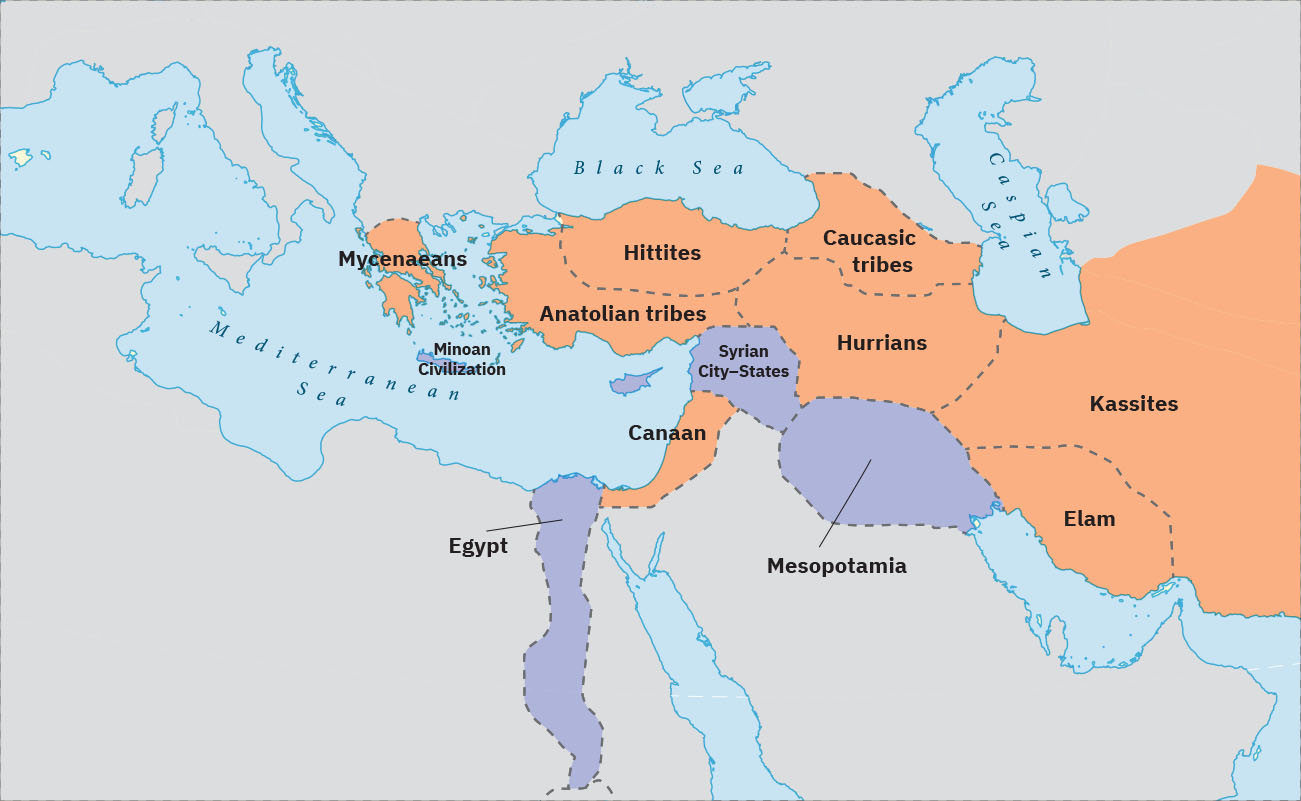 Black Sea
Caspian
Sea
Caucasic
tribes
Hittites
Mycenaeans
Anatolian tribes
Hurrians
Minoan
Civilization
Syrian
City–States
Mediterranean
Sea
Kassites
Canaan
Elam
Egypt
Mesopotamia